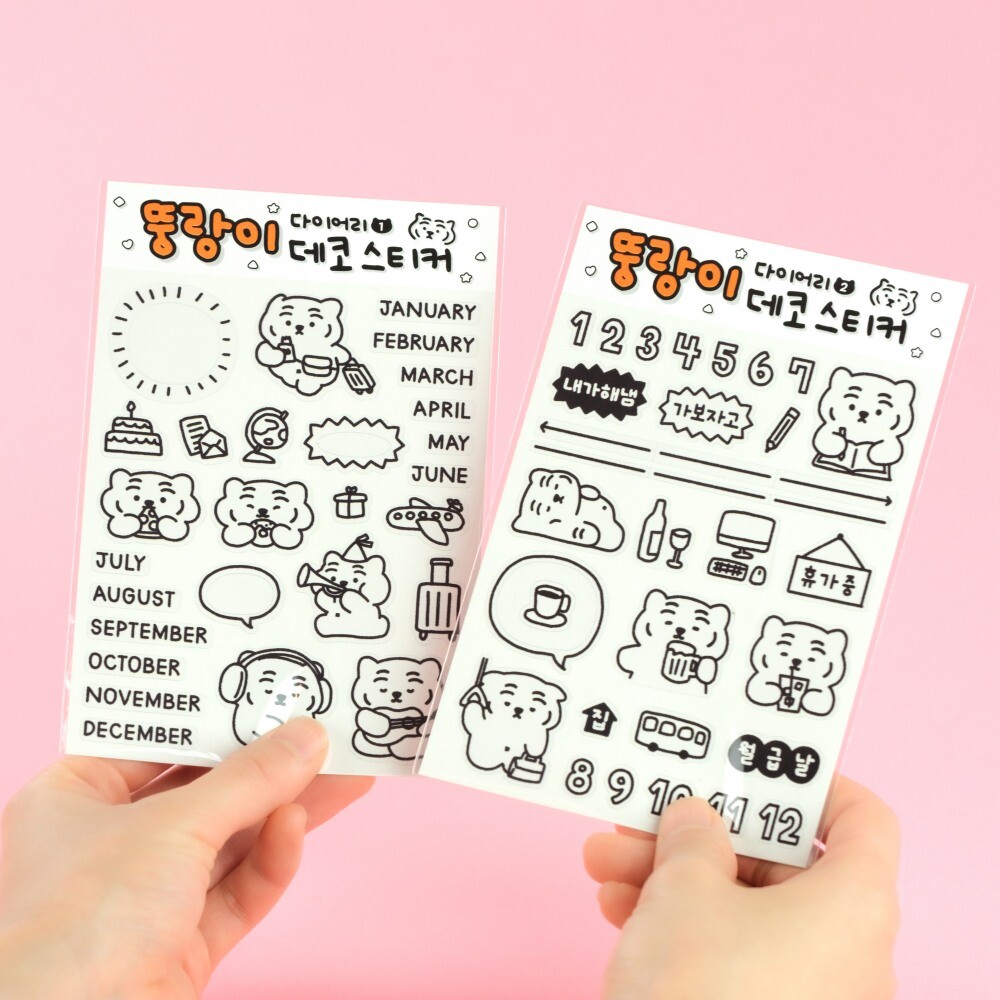 뚱랑이 다이어리 1
데코 스티커
JANUARY
FEBRUARY
MARCH
APRIL
MAY
JUNE
JULY
AUGUST
SEPTEMBER
OCTOBER
NOVEMBER
DECEMBER
뚱랑이 다이어리 2
데코 스티커
1 2 3 4 5 6 7
내가해냄
가보자고
휴가중
집
월급날
8 9 10 11 12